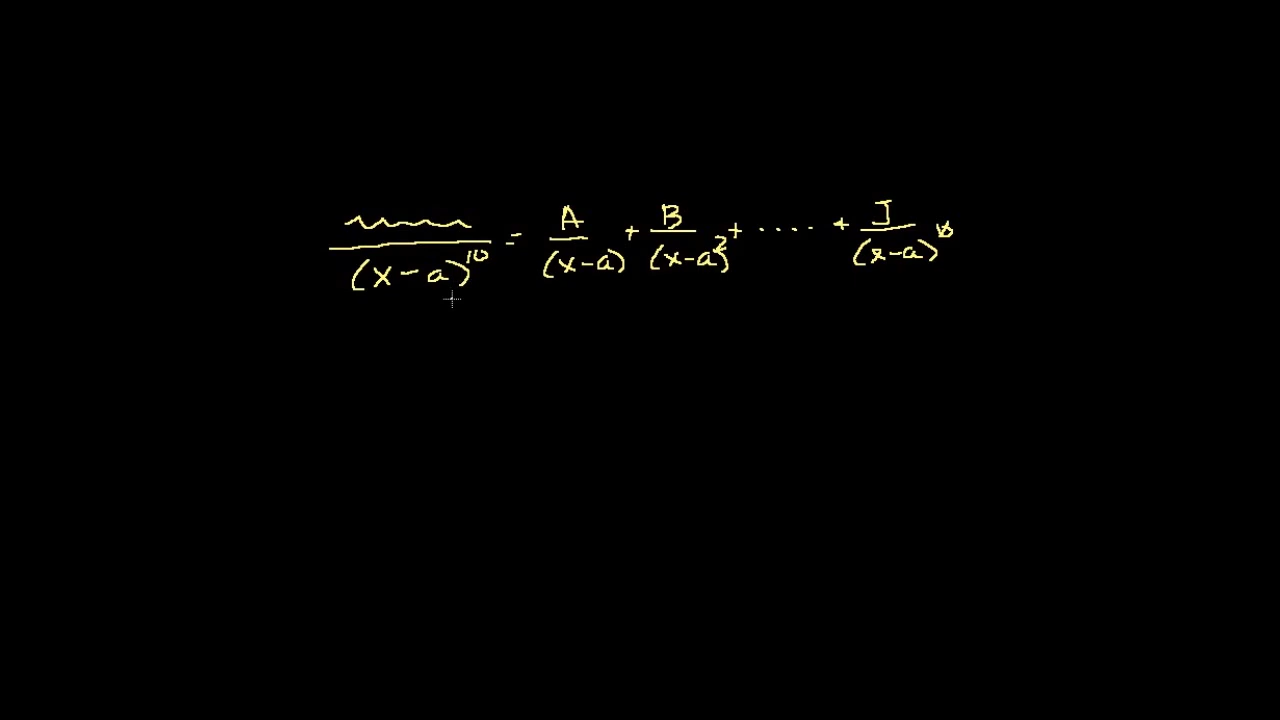 〰 / (x-a)^10 = A/(x-a) + B/(x-a)^2 + .... + J/(x-a)^10